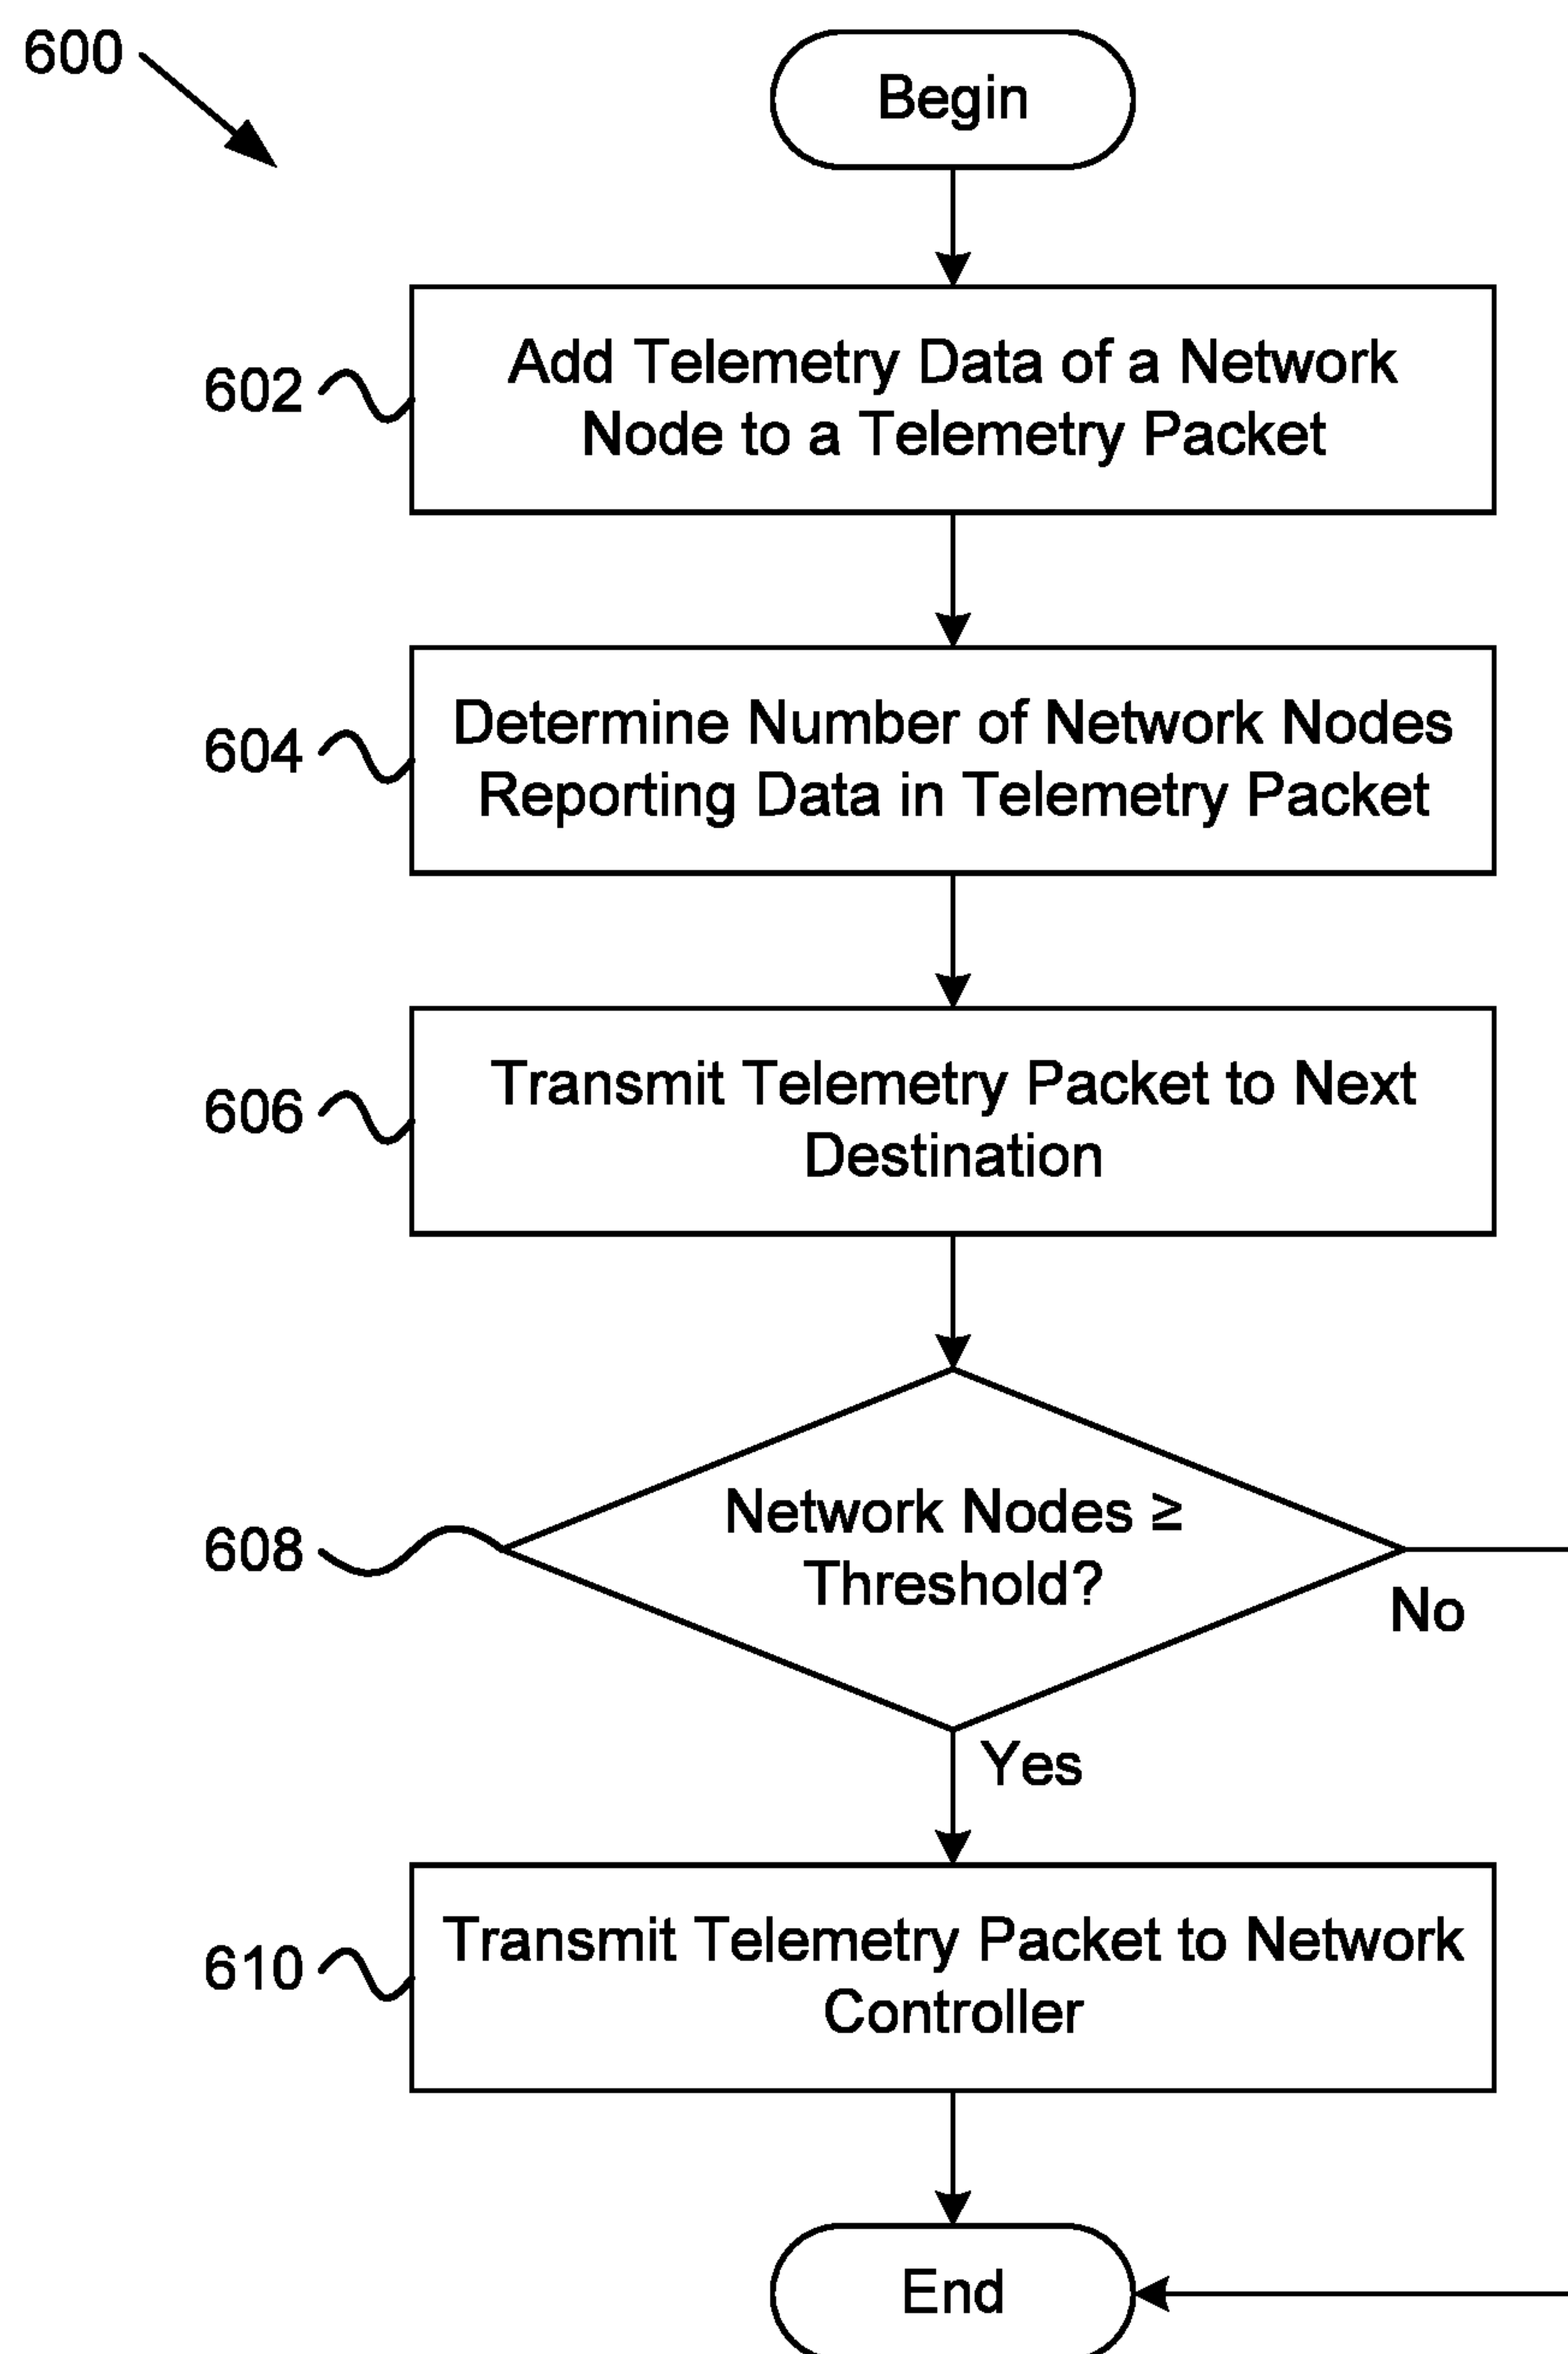 600
Begin
602
Add Telemetry Data of a Network
Node to a Telemetry Packet
604
Determine Number of Network Nodes
Reporting Data in Telemetry Packet
606
Transmit Telemetry Packet to Next
Destination
608
Network Nodes ≥
Threshold?
No
Yes
610
Transmit Telemetry Packet to Network
Controller
End